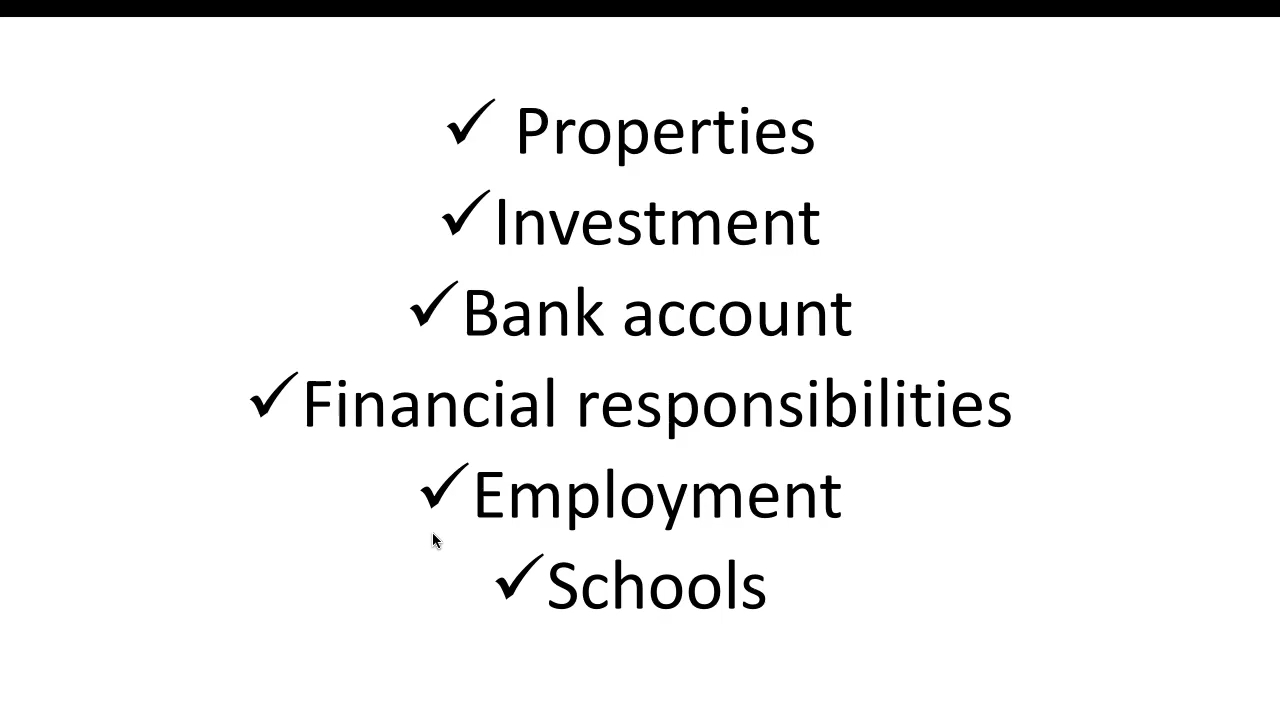 ✓ Properties
✓Investment
✓Bank account
✓Financial responsibilities
✓Employment
✓Schools